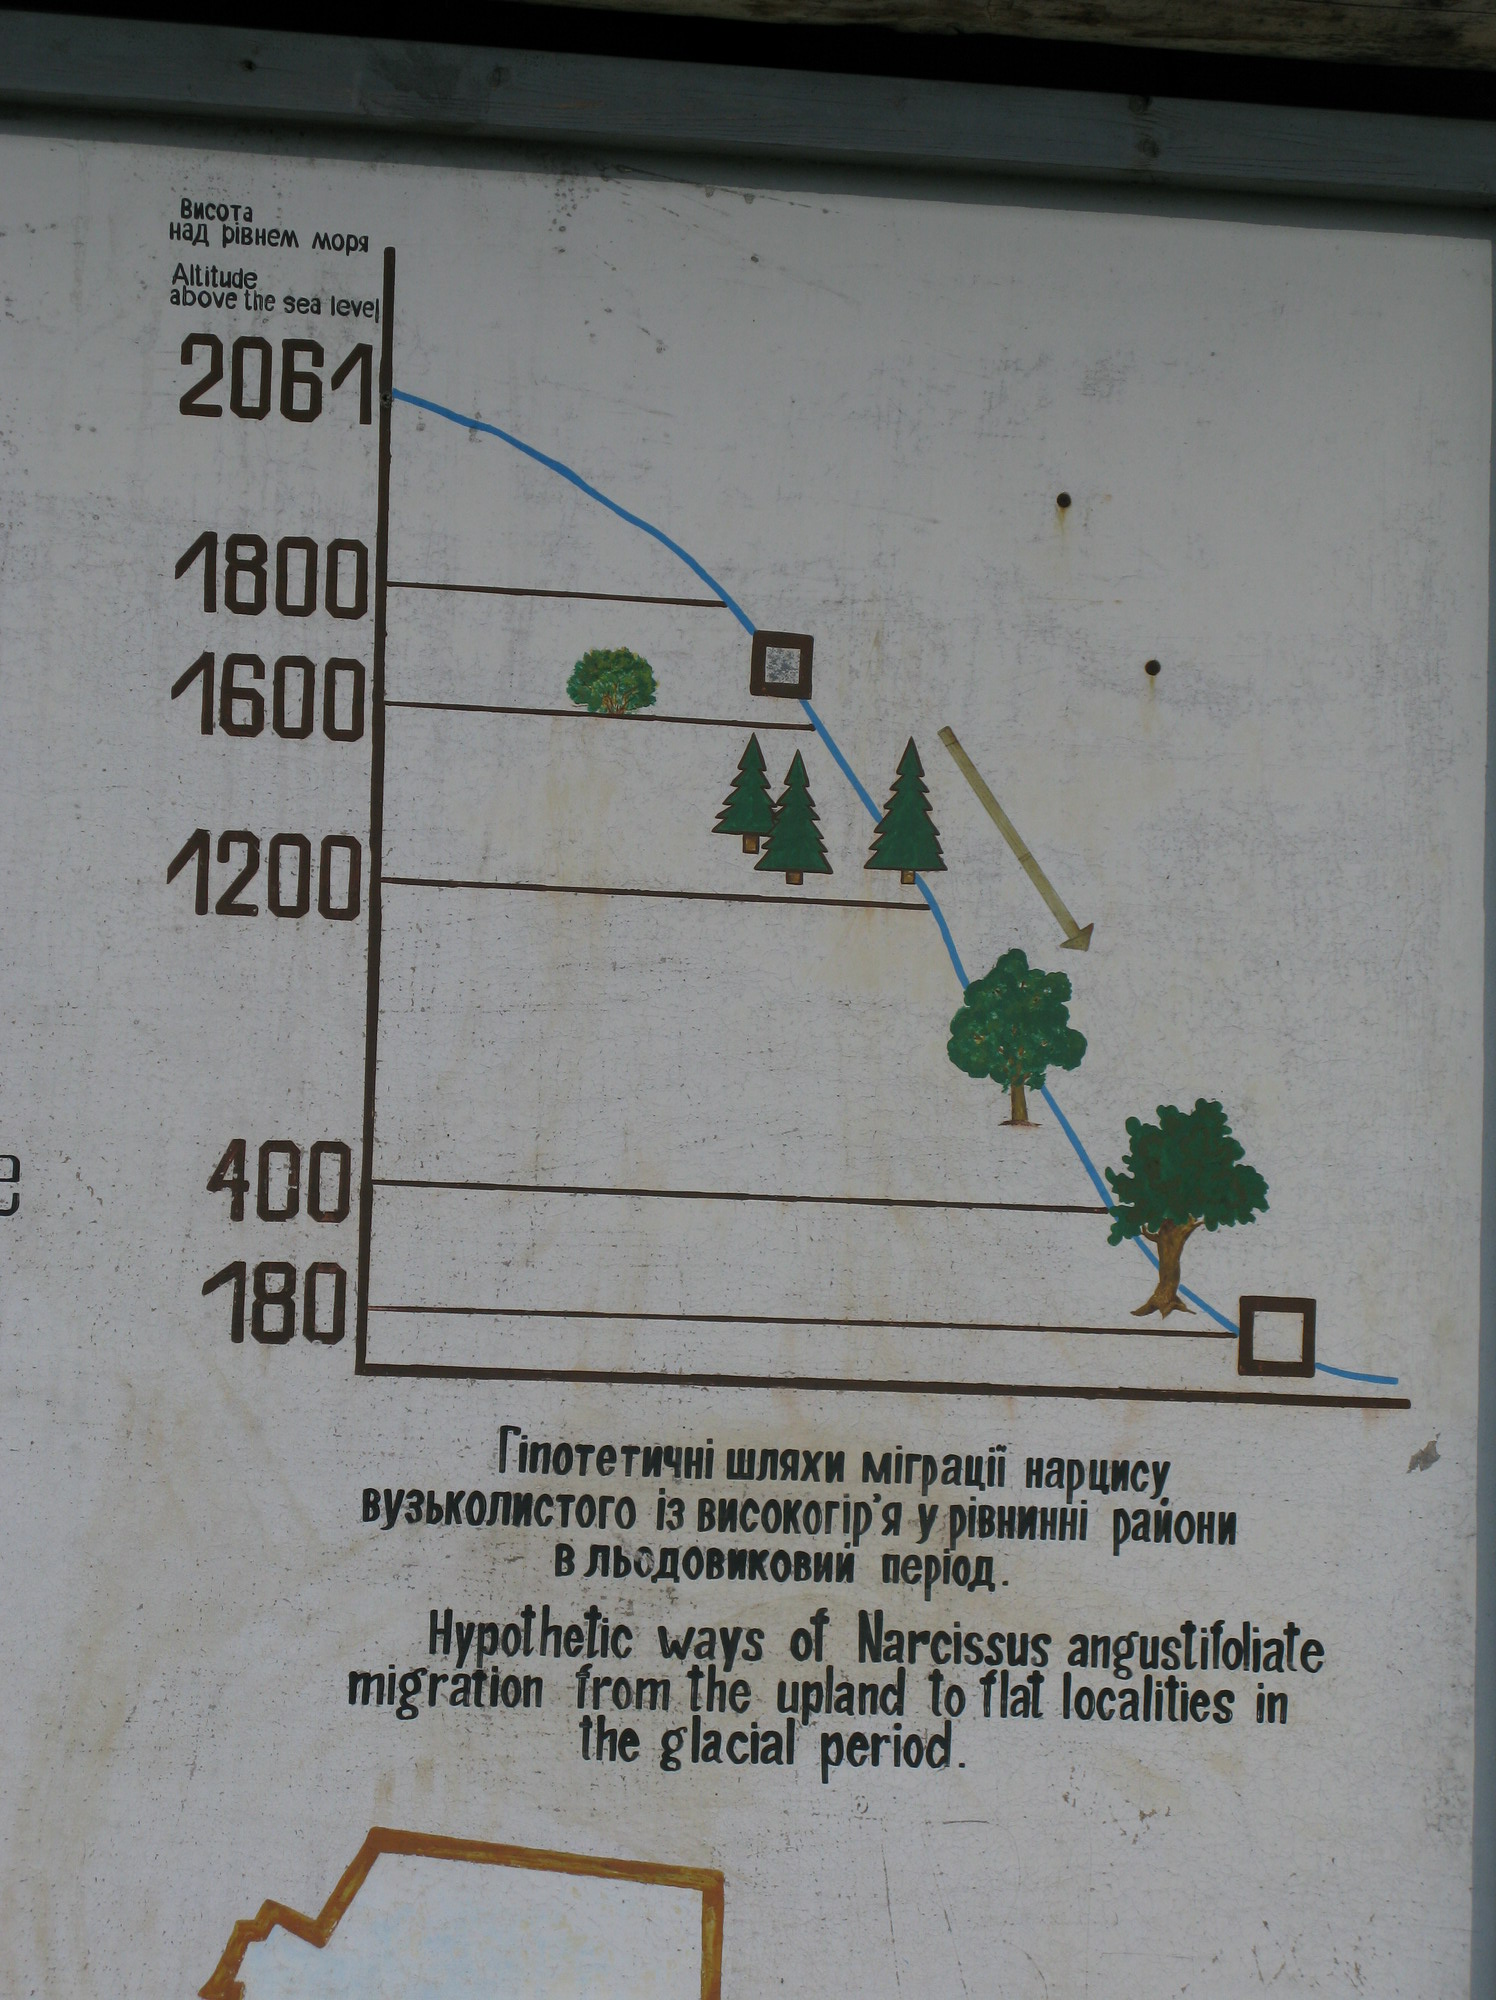 Висота
над рівнем моря
Altitude
above the sea level
2061
1800
1600
1200
400
180
e
Гіпотетичні шляхи міграції нарцису
вузьколистого із високогір'я у рівнинні райони
в льодовиковий період.
Hypothetic ways of Narcissus angustifoliate
migration from the upland to flat localities in
the glacial period.